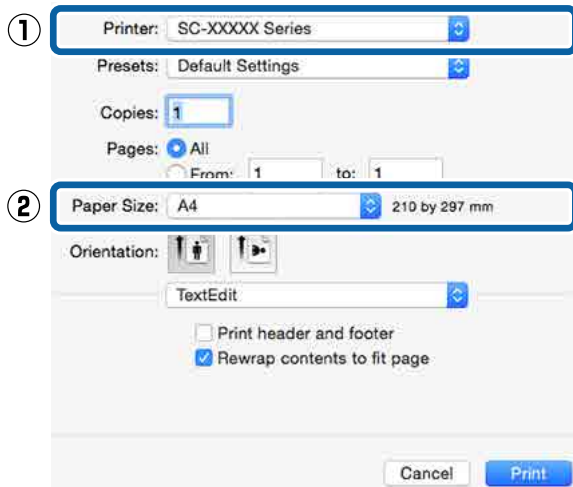 ① Printer: SC-XXXXX Series
Presets: Default Settings
Copies: 1
Pages: All
From: 1 to: 1
② Paper Size: A4 210 by 297 mm
Orientation:
TextEdit
Print header and footer
Rewrap contents to fit page
Cancel Print